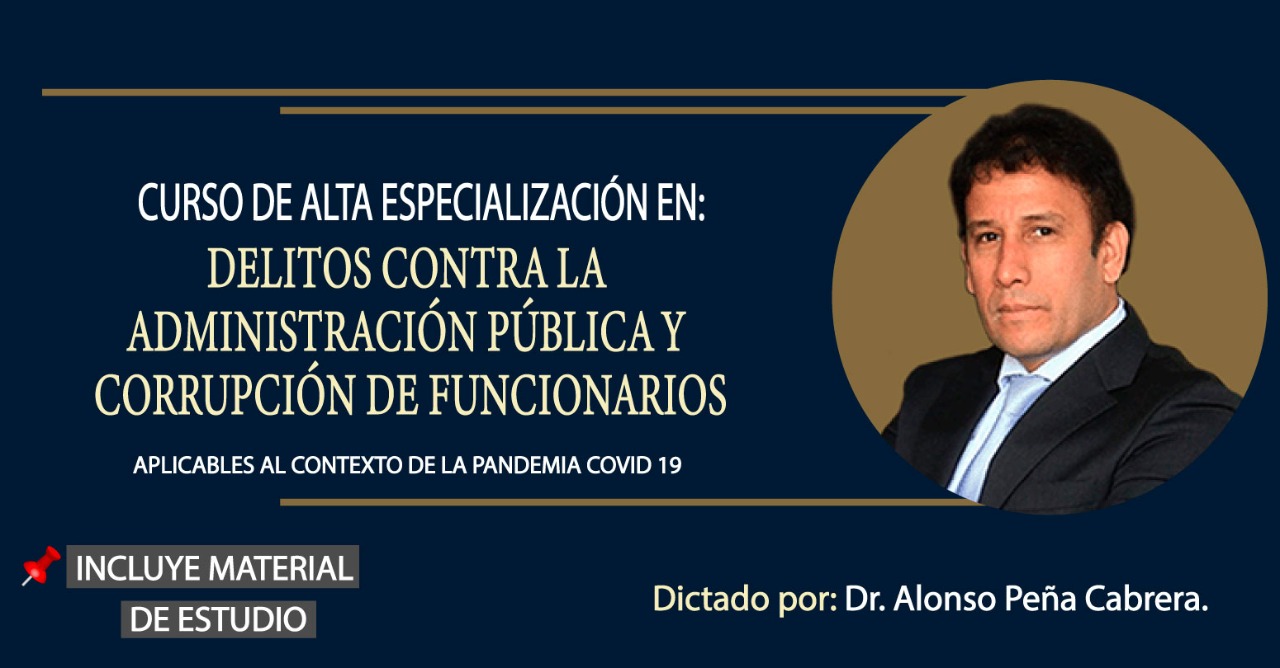 CURSO DE ALTA ESPECIALIZACIÓN EN:
DELITOS CONTRA LA
ADMINISTRACIÓN PÚBLICA Y
CORRUPCIÓN DE FUNCIONARIOS
APLICABLES AL CONTEXTO DE LA PANDEMIA COVID 19
INCLUYE MATERIAL
DE ESTUDIO
Dictado por: Dr. Alonso Peña Cabrera.